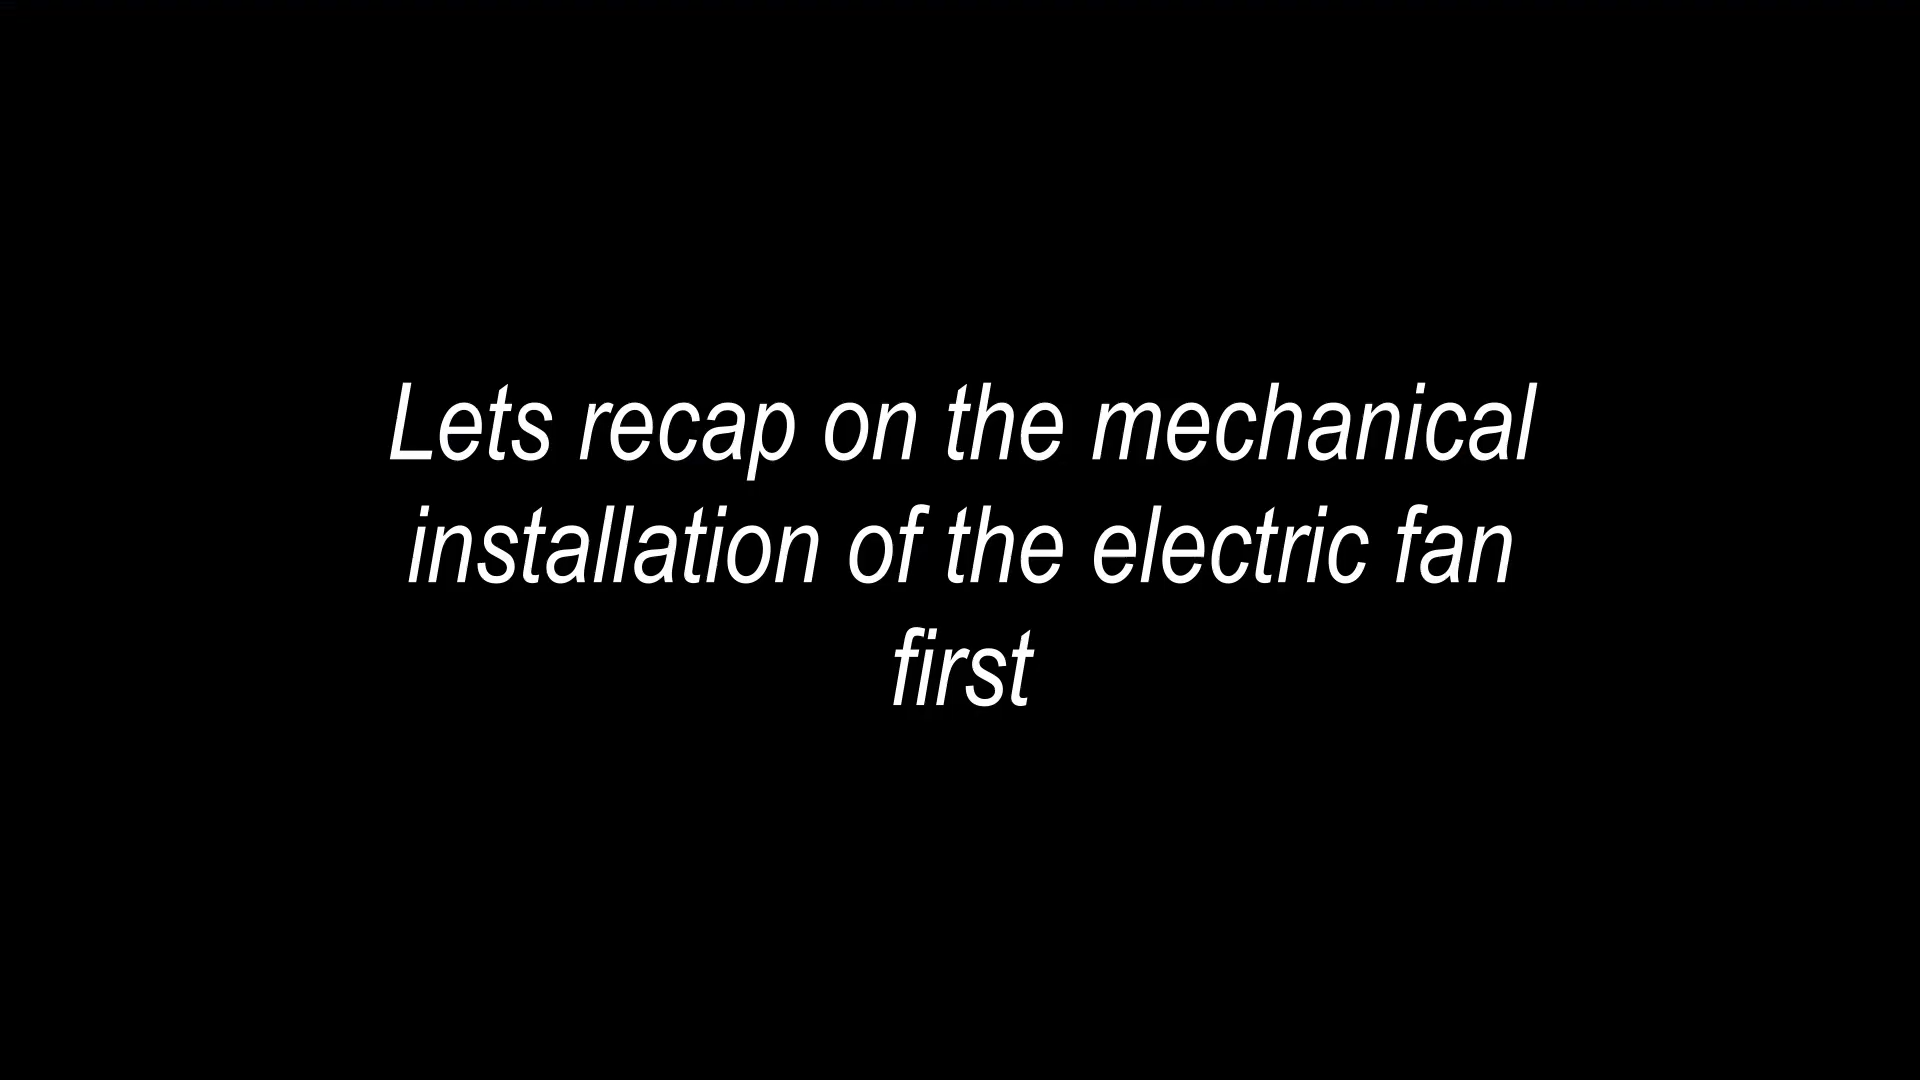 Lets recap on the mechanical
installation of the electric fan
first